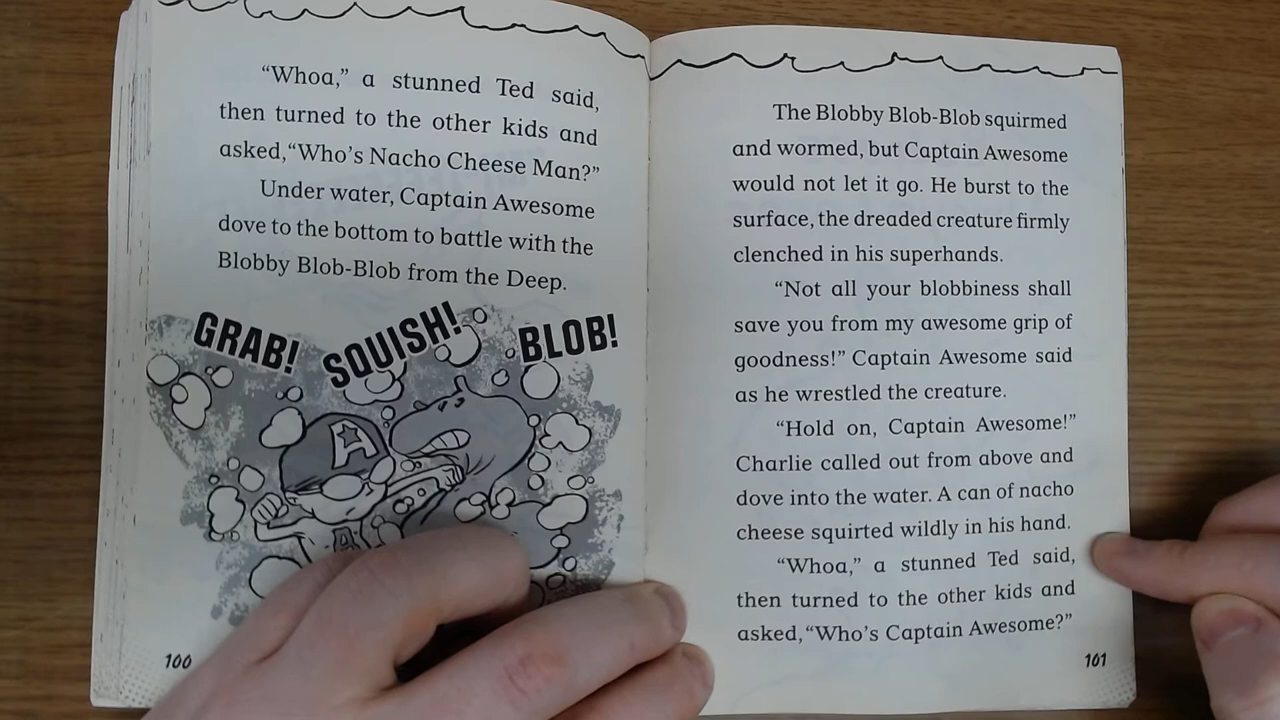 “Whoa,” a stunned Ted said,
then turned to the other kids and
asked,“Who’s Nacho Cheese Man?”
Under water, Captain Awesome
dove to the bottom to battle with the
Blobby Blob-Blob from the Deep.
GRAB! SQUISH! BLOB!
A
A
100
The Blobby Blob-Blob squirmed
and wormed, but Captain Awesome
would not let it go. He burst to the
surface, the dreaded creature firmly
clenched in his superhands.
“Not all your blobbiness shall
save you from my awesome grip of
goodness!” Captain Awesome said
as he wrestled the creature.
“Hold on, Captain Awesome!”
Charlie called out from above and
dove into the water. A can of nacho
cheese squirted wildly in his hand.
“Whoa,” a stunned Ted said,
then turned to the other kids and
asked,“Who’s Captain Awesome?”
101